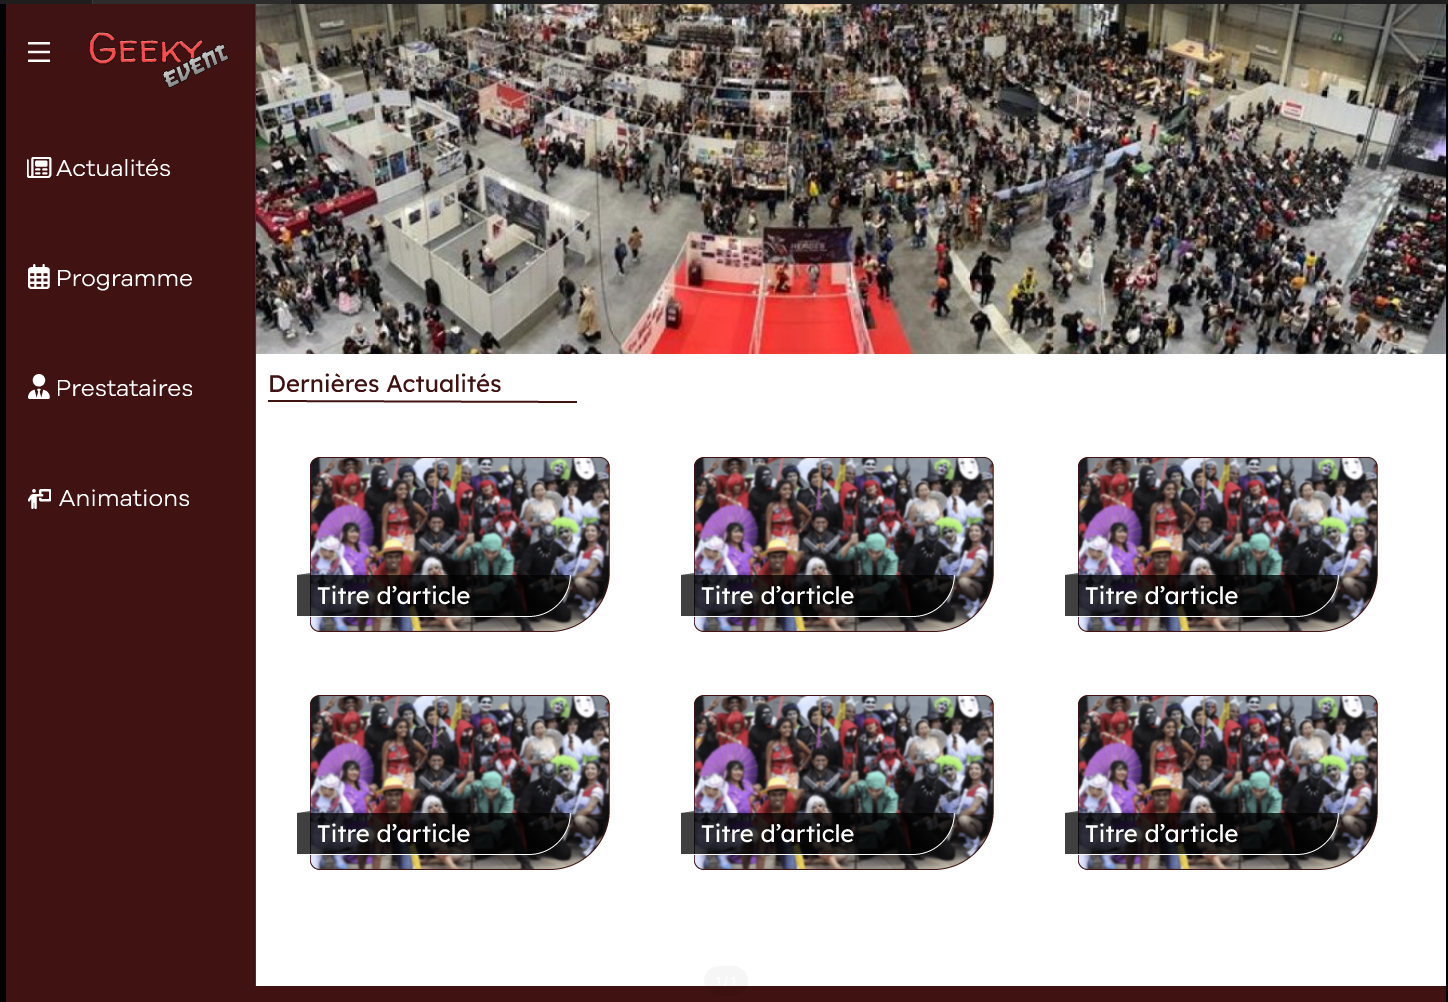 GEEKY
EVENT
Actualités
Programme
Prestataires
Animations
HEROES
Dernières Actualités
Titre d’article
Titre d’article
Titre d’article
Titre d’article
Titre d’article
Titre d’article